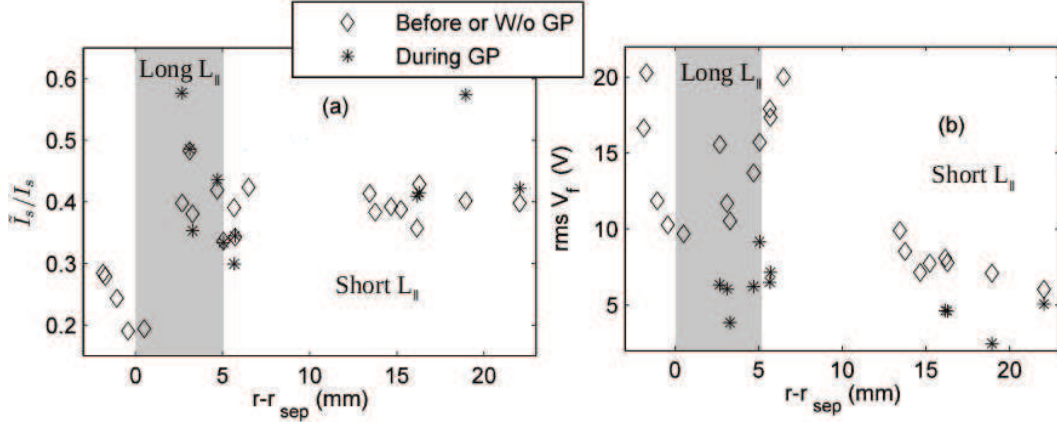 Before or W/o GP
During GP
Long L∥
(a)
Short L∥
0.6
0.5
0.4
0.3
0.2
Ĩs/Is
0 5 10 15 20
r-rsep (mm)
Long L∥
(b)
Short L∥
20
15
10
5
rms Vf (V)
0 5 10 15 20
r-rsep (mm)